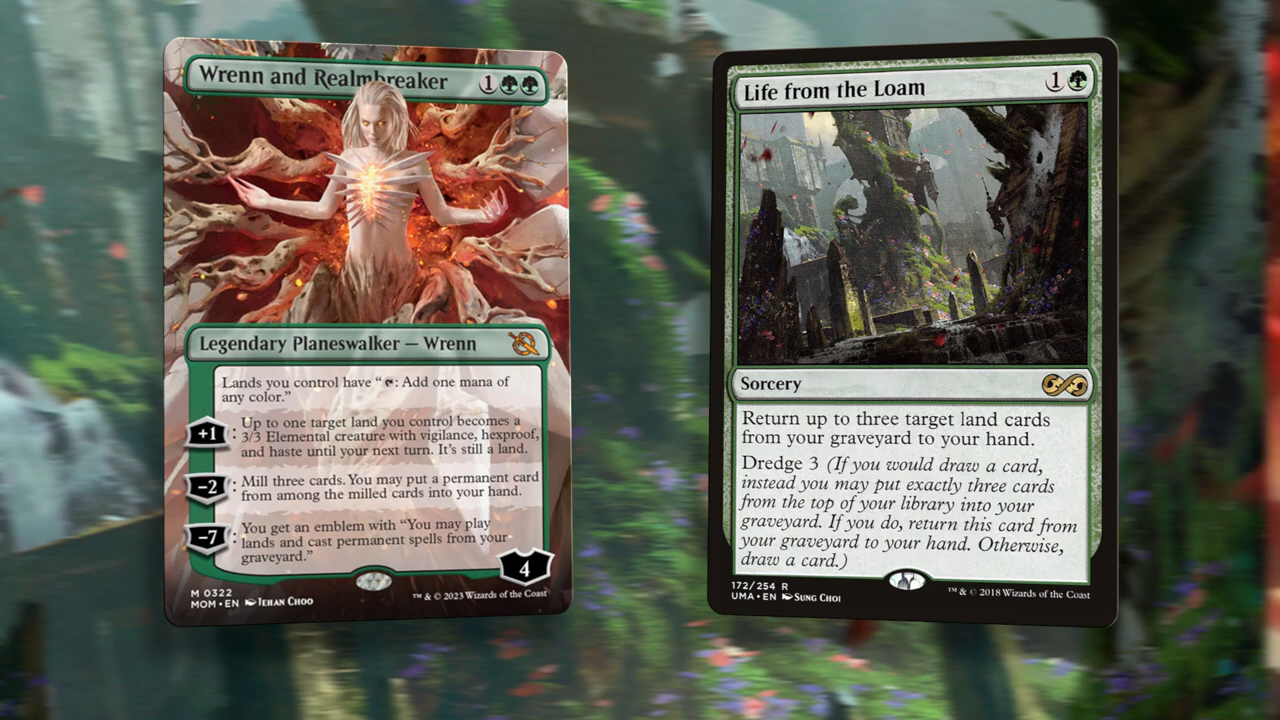 Wrenn and Realmbreaker 1
Legendary Planeswalker — Wrenn
Lands you control have “ : Add one mana of
any color.”
+1 : Up to one target land you control becomes a
3/3 Elemental creature with vigilance, hexproof,
and haste until your next turn. It’s still a land.
−2 : Mill three cards. You may put a permanent card
from among the milled cards into your hand.
−7 : You get an emblem with “You may play
lands and cast permanent spells from your
graveyard.”
4
M 0322
MOM • EN Jehan Choo
™ & © 2023 Wizards of the Coast
Life from the Loam 1
Sorcery
Return up to three target land cards
from your graveyard to your hand.
Dredge 3 (If you would draw a card,
instead you may put exactly three cards
from the top of your library into your
graveyard. If you do, return this card from
your graveyard to your hand. Otherwise,
draw a card.)
172/254 R
UMA • EN Sung Choi
™ & © 2018 Wizards of the Coast